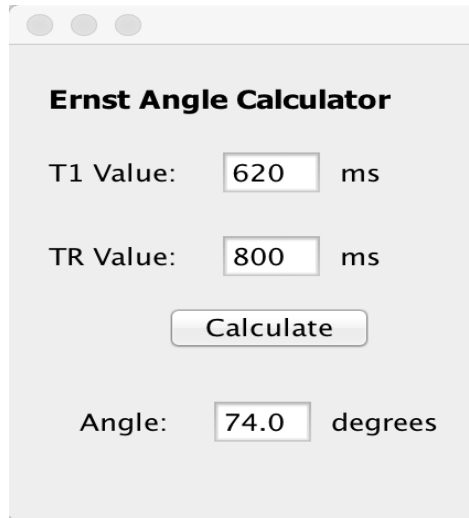 Ernst Angle Calculator
T1 Value: 620 ms
TR Value: 800 ms
Calculate
Angle: 74.0 degrees